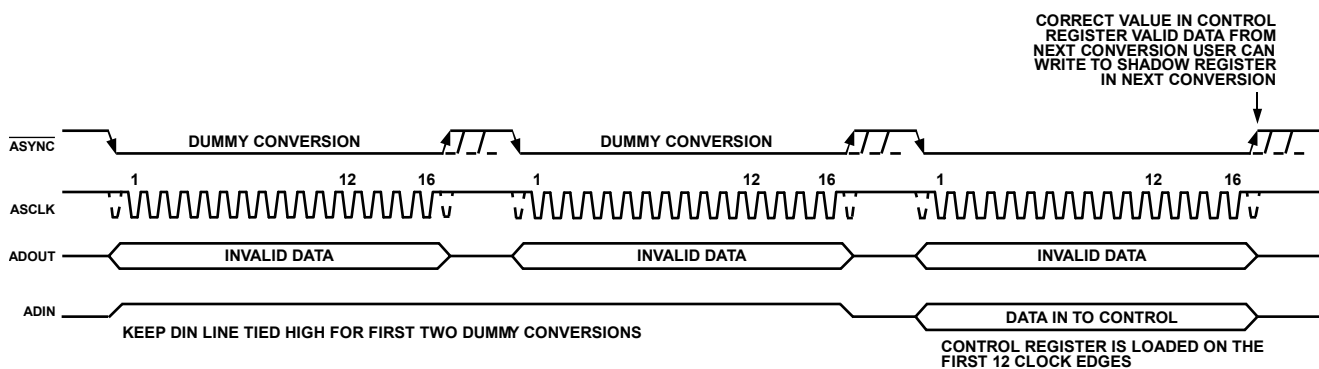 CORRECT VALUE IN CONTROL
REGISTER VALID DATA FROM
NEXT CONVERSION USER CAN
WRITE TO SHADOW REGISTER
IN NEXT CONVERSION
ASYNC DUMMY CONVERSION DUMMY CONVERSION
1 12 16 1 12 16 1 12 16
ASCLK
ADOUT INVALID DATA INVALID DATA INVALID DATA
ADIN DATA IN TO CONTROL
KEEP DIN LINE TIED HIGH FOR FIRST TWO DUMMY CONVERSIONS
CONTROL REGISTER IS LOADED ON THE
FIRST 12 CLOCK EDGES